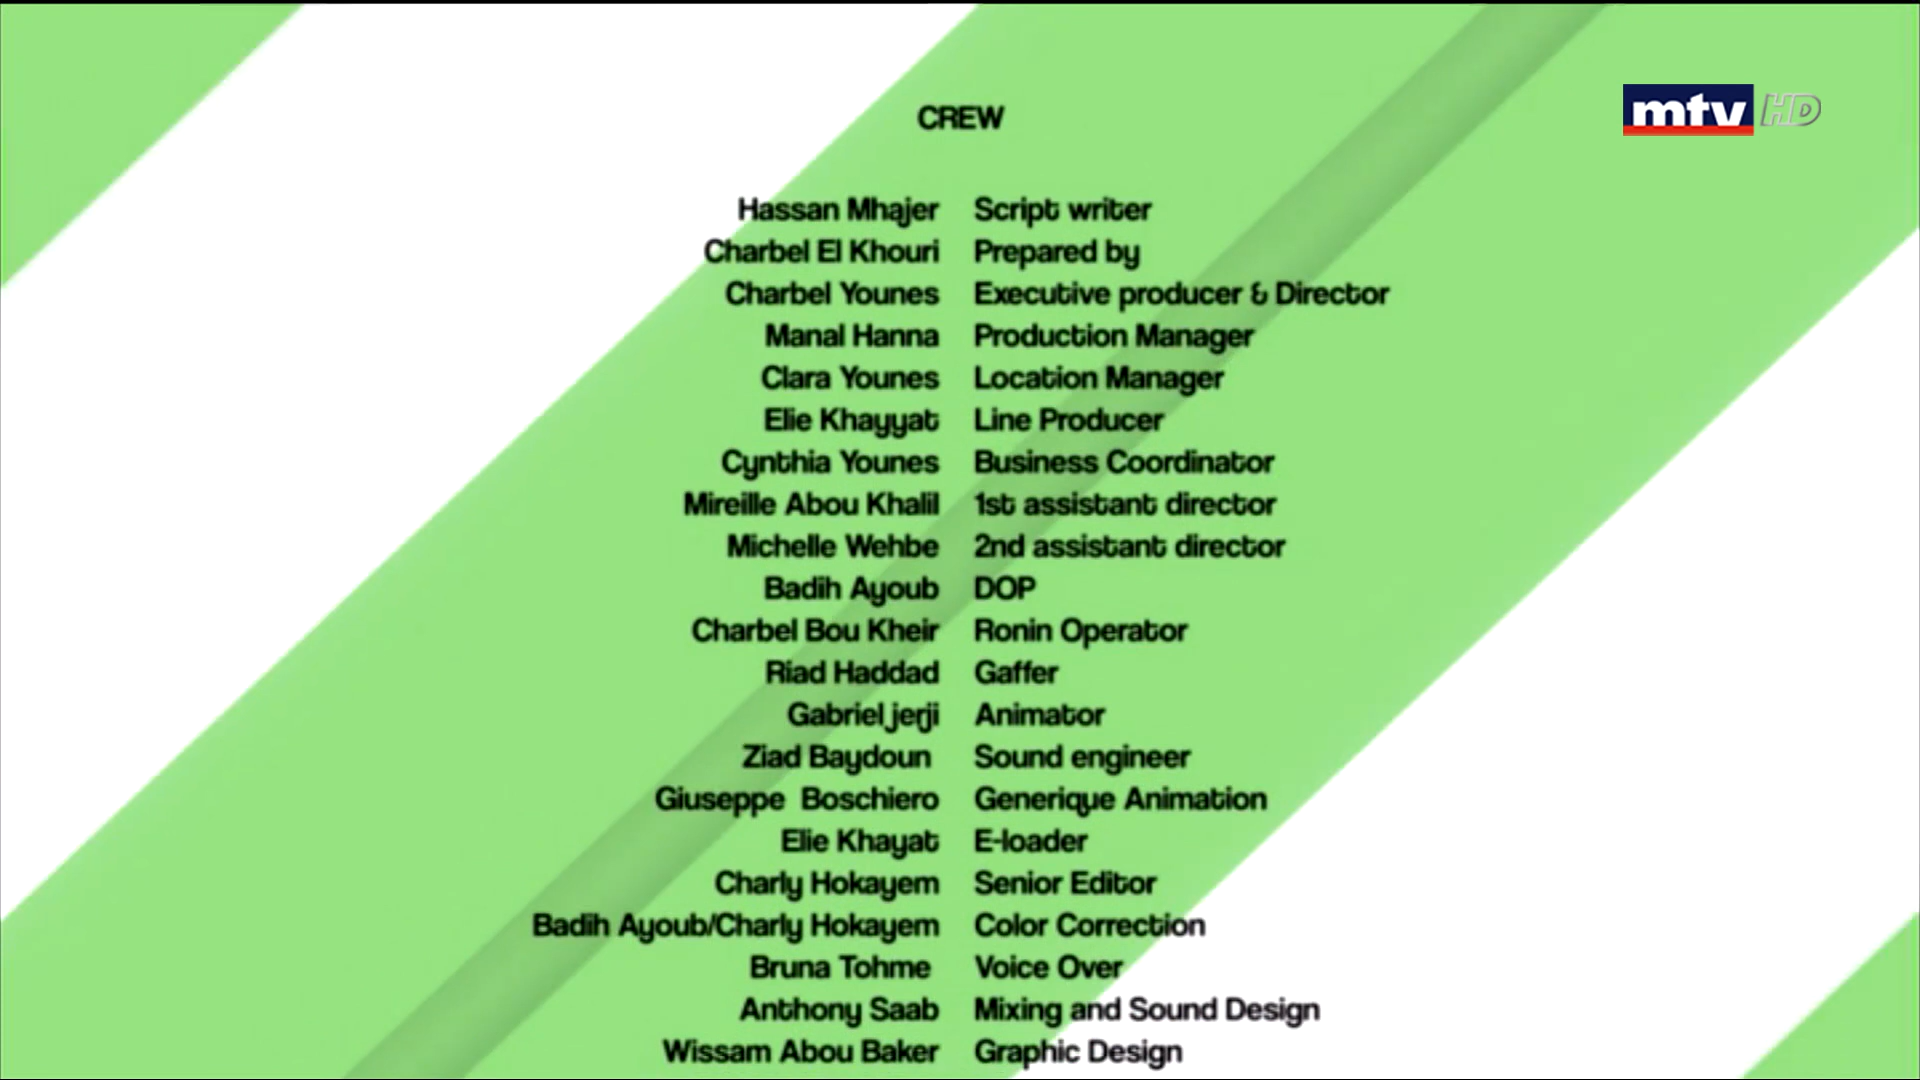 mtv HD
CREW
Hassan Mhajer Script writer
Charbel El Khouri Prepared by
Charbel Younes Executive producer & Director
Manal Hanna Production Manager
Clara Younes Location Manager
Elie Khayyat Line Producer
Cynthia Younes Business Coordinator
Mireille Abou Khalil 1st assistant director
Michelle Wehbe 2nd assistant director
Badih Ayoub DOP
Charbel Bou Kheir Ronin Operator
Riad Haddad Gaffer
Gabriel jerji Animator
Ziad Baydoun Sound engineer
Giuseppe Boschiero Generique Animation
Elie Khayat E-loader
Charly Hokayem Senior Editor
Badih Ayoub/Charly Hokayem Color Correction
Bruna Tohme Voice Over
Anthony Saab Mixing and Sound Design
Wissam Abou Baker Graphic Design